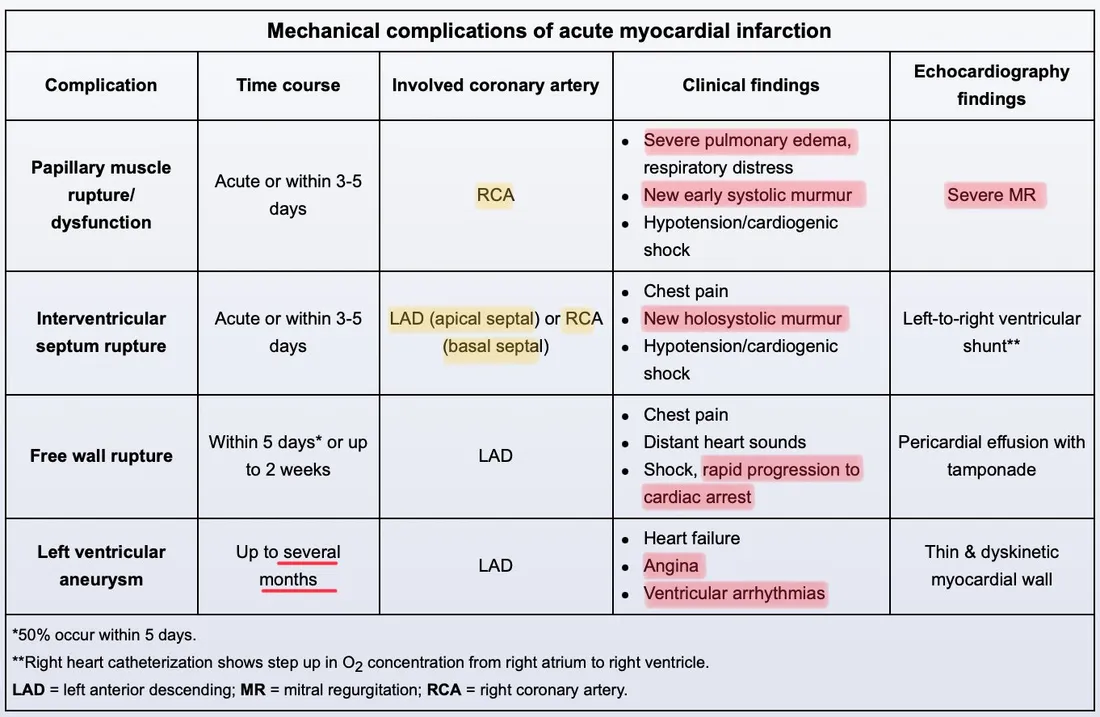 Mechanical complications of acute myocardial infarction
Complication
Time course
Involved coronary artery
Clinical findings
Echocardiography
findings
Papillary muscle
rupture/
dysfunction
Acute or within 3-5
days
RCA
• Severe pulmonary edema,
respiratory distress
• New early systolic murmur
• Hypotension/cardiogenic
shock
Severe MR
Interventricular
septum rupture
Acute or within 3-5
days
LAD (apical septal) or RCA
(basal septal)
• Chest pain
• New holosystolic murmur
• Hypotension/cardiogenic
shock
Left-to-right ventricular
shunt**
Free wall rupture
Within 5 days* or up
to 2 weeks
LAD
• Chest pain
• Distant heart sounds
• Shock, rapid progression to
cardiac arrest
Pericardial effusion with
tamponade
Left ventricular
aneurysm
Up to several
months
LAD
• Heart failure
• Angina
• Ventricular arrhythmias
Thin & dyskinetic
myocardial wall
*50% occur within 5 days.
**Right heart catheterization shows step up in O2 concentration from right atrium to right ventricle.
LAD = left anterior descending; MR = mitral regurgitation; RCA = right coronary artery.